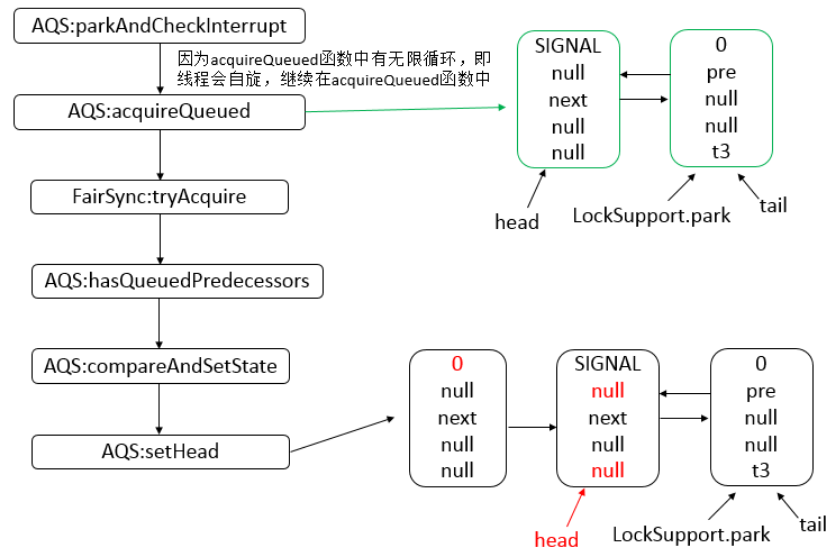 AQS:parkAndCheckInterrupt
因为acquireQueued函数中有无限循环，即
线程会自旋，继续在acquireQueued函数中
AQS:acquireQueued
SIGNAL
null
next
null
null
0
pre
null
null
t3
head
LockSupport.park
tail
FairSync:tryAcquire
AQS:hasQueuedPredecessors
AQS:compareAndSetState
AQS:setHead
0
null
next
null
null
SIGNAL
null
next
null
null
0
pre
null
null
t3
head
LockSupport.park
tail